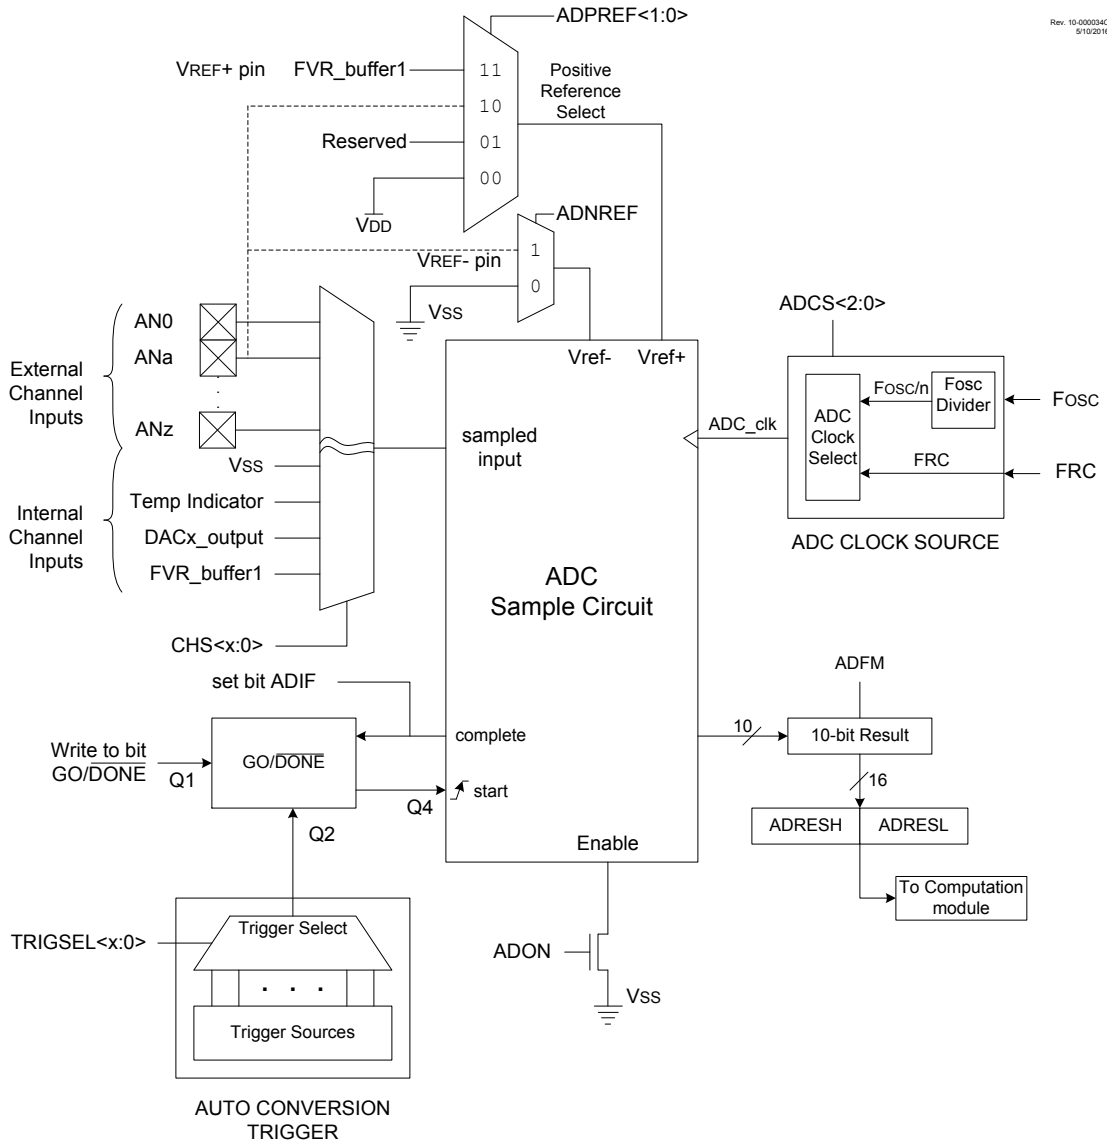 Rev. 10-000034C
5/10/2016
ADPREF<1:0>
VREF+ pin
FVR_buffer1
11
Positive
Reference
Select
10
Reserved
01
00
VDD
ADNREF
VREF- pin
1
0
VSS
ADCS<2:0>
External
Channel
Inputs
AN0
ANa
.
.
ANz
Vref-
Vref+
FOSC/n
Fosc
Divider
FOSC
ADC
Clock
Select
ADC_clk
FRC
FRC
ADC CLOCK SOURCE
sampled
input
Internal
Channel
Inputs
VSS
Temp Indicator
DACx_output
FVR_buffer1
ADC
Sample Circuit
CHS<x:0>
set bit ADIF
ADFM
Write to bit
GO/DONE
Q1
GO/DONE
complete
10
10-bit Result
Q4
start
16
Q2
Enable
ADRESH
ADRESL
To Computation
module
TRIGSEL<x:0>
Trigger Select
. . .
Trigger Sources
ADON
VSS
AUTO CONVERSION
TRIGGER